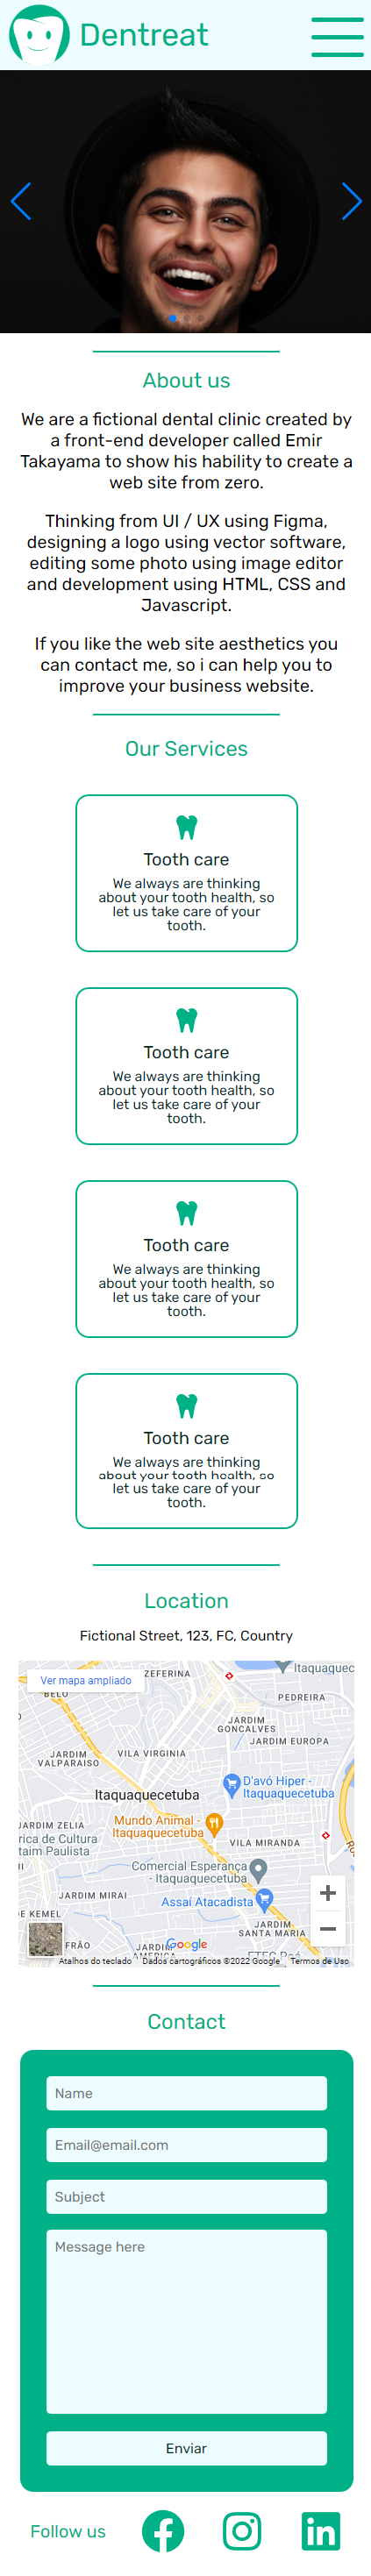 Dentreat
About us
We are a fictional dental clinic created by
a front-end developer called Emir
Takayama to show his hability to create a
web site from zero.
Thinking from UI / UX using Figma,
designing a logo using vector software,
editing some photo using image editor
and development using HTML, CSS and
Javascript.
If you like the web site aesthetics you
can contact me, so i can help you to
improve your business website.
Our Services
Tooth care
We always are thinking
about your tooth health, so
let us take care of your
tooth.
Tooth care
We always are thinking
about your tooth health, so
let us take care of your
tooth.
Tooth care
We always are thinking
about your tooth health, so
let us take care of your
tooth.
Tooth care
We always are thinking
about your tooth health, so
let us take care of your
tooth.
Location
Fictional Street, 123, FC, Country
Itaquaquec
ZEFERINA
Ver mapa ampliado
BELO
PEDREIRA
JARDIM
GONCALVES
JARDIM EUROPA
JARDIM
VALPARAISO
VILA VIRGINIA
D'avó Hiper -
Itaquaquecetuba
Itaquaquecetuba
Mundo Animal -
Itaquaquecetuba
JARDIM ZELIA
rica de Cultura
taim Paulista
VILA MIRANDA
Comercial Esperança
- Itaquaquecetuba
JARDIM MIRAI
Assaí Atacadista
E KEMEL
JARDIM
SANTA MARIA
FRÃO
JARDIM
AMERICA
Google
Atalhos do teclado
Dados cartográficos ©2022 Google
Termos de Uso
Contact
Name
Email@email.com
Subject
Message here
Enviar
Follow us